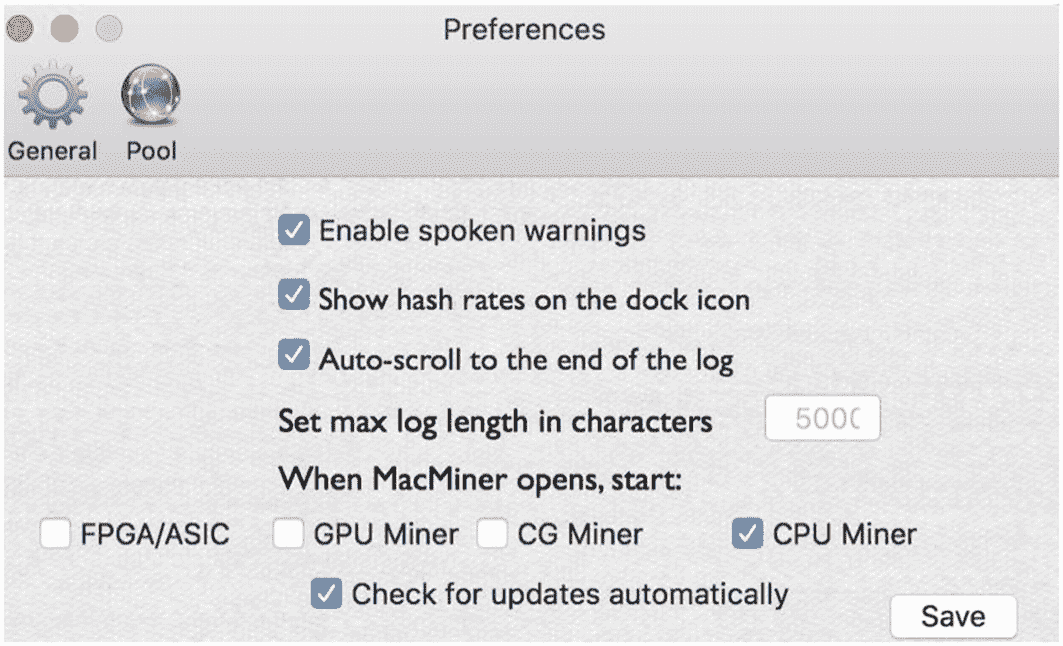 Preferences
General Pool
Enable spoken warnings
Show hash rates on the dock icon
Auto-scroll to the end of the log
Set max log length in characters 5000
When MacMiner opens, start:
FPGA/ASIC GPU Miner CG Miner CPU Miner
Check for updates automatically
Save